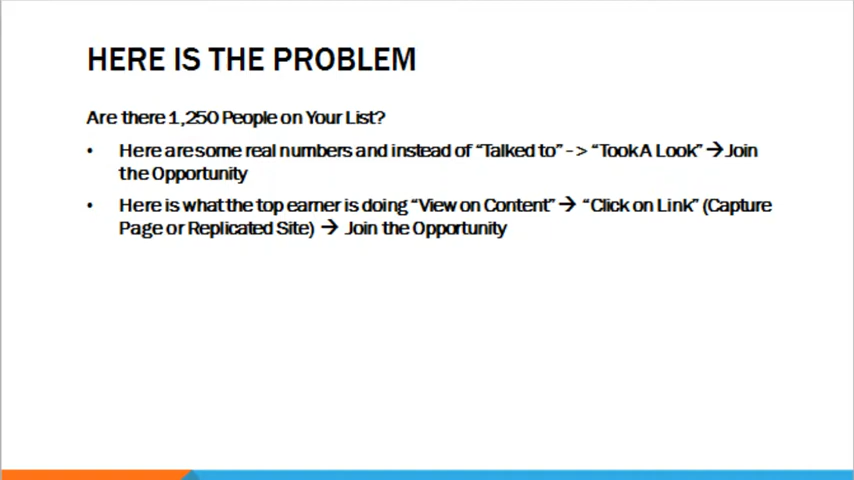 HERE IS THE PROBLEM
Are there 1,250 People on Your List?
• Here are some real numbers and instead of “Talked to” - > “Took A Look” → Join
the Opportunity
• Here is what the top earner is doing “View on Content” → “Click on Link” (Capture
Page or Replicated Site) → Join the Opportunity